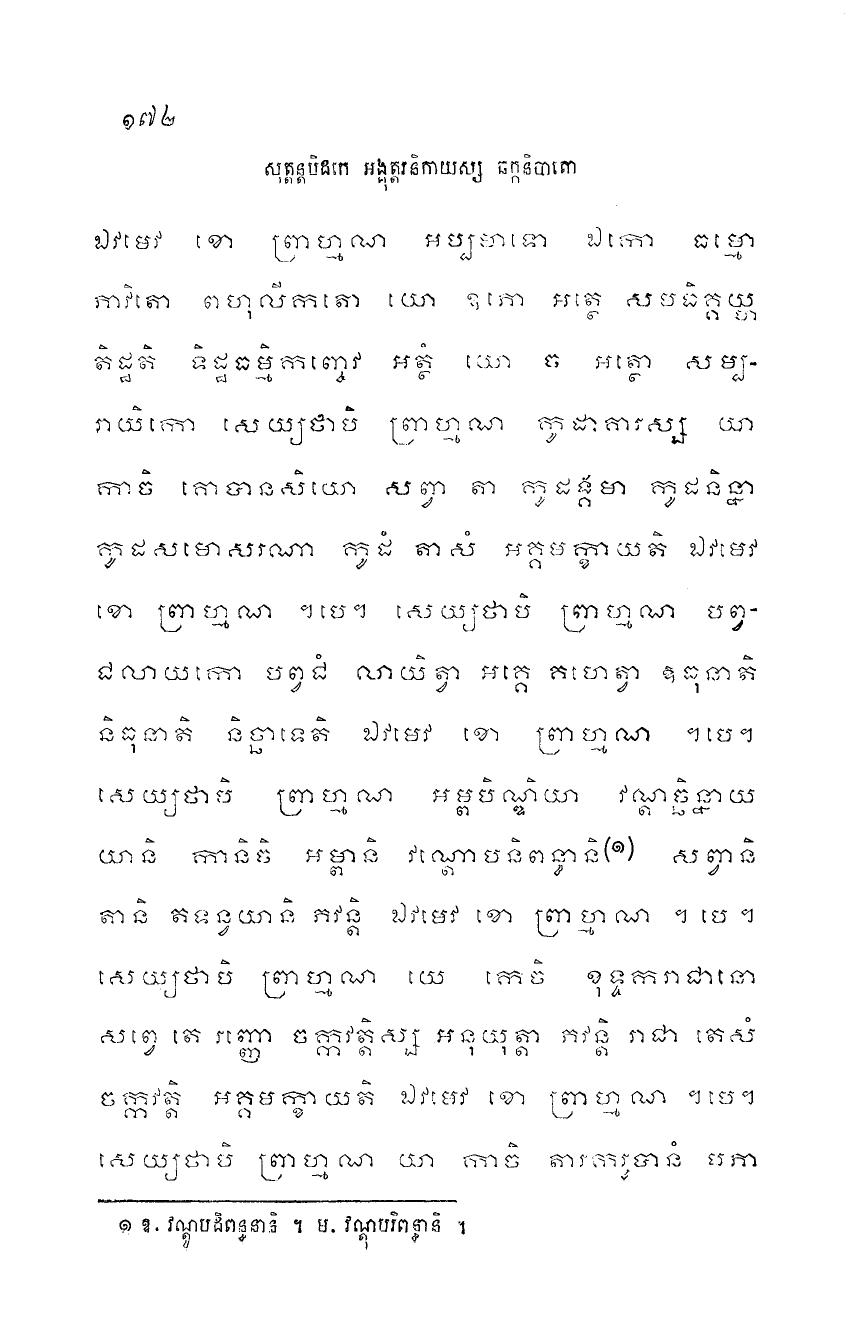 ១៧២
សុត្តន្តបិដកេ អង្គុត្តរនិកាយស្ស ឆក្កនិបាតោ
ឯវមេវ ខោ ព្រាហ្មណ អប្បមាទោ ឯកោ ធម្មោ
ភាវិតោ ពហុលីកតោ យោ ឧភោ អត្ថេ សមធិគ្គយ្ហ
តិដ្ឋតិ ទិដ្ឋធម្មិកញ្ចេវ អត្ថំ យោ ច អត្ថោ សម្ប-
រាយិកោ សេយ្យថាបិ ព្រាហ្មណ កូដាគារស្ស យា
កាចិ គោបានសិយោ សព្វា តា កូដង្គមា កូដនិន្នា
កូដសមោសរណា កូដំ តាសំ អគ្គមក្ខាយតិ ឯវមេវ
ខោ ព្រាហ្មណ ។បេ។ សេយ្យថាបិ ព្រាហ្មណ បព្វ-
ជលាយកោ បព្វជំ លាយិត្វា អគ្គេ គហេត្វា ឧធុនាតិ
និធុនាតិ និច្ឆាទេតិ ឯវមេវ ខោ ព្រាហ្មណ ។បេ។
សេយ្យថាបិ ព្រាហ្មណ អម្ពបិណ្ឌិយា វណ្តច្ឆិន្នាយ
យានិ កានិចិ អម្ពានិ វណ្តោបនិពន្ធានិ(១) សព្វានិ
តានិ តទន្វយានិ ភវន្តិ ឯវមេវ ខោ ព្រាហ្មណ ។ បេ ។
សេយ្យថាបិ ព្រាហ្មណ យេ កេចិ ខុទ្ទករាជានោ
សព្វេ តេ រញ្ញោ ចក្កវត្តិស្ស អនុយុត្តា ភវន្តិ រាជា តេសំ
ចក្កវត្តិ អគ្គមក្ខាយតិ ឯវមេវ ខោ ព្រាហ្មណ ។បេ។
សេយ្យថាបិ ព្រាហ្មណ យា កាចិ តារការូបានំ បភា
១ ឧ. វណ្តូបនិពន្ធនានិ ។ ម. វណ្តុបនិពន្ធានិ ។